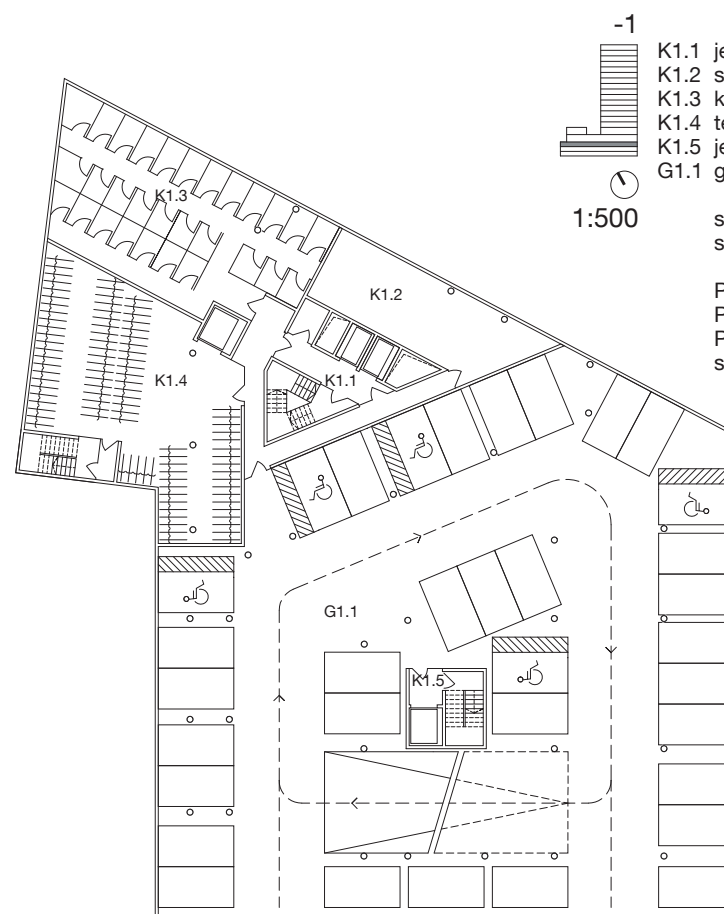 -1
K1.1 je
K1.2 s
K1.3 k
K1.4 te
K1.5 je
G1.1 g
1:500
s
s
P
P
P
s
K1.3
K1.2
K1.4
K1.1
G1.1
K1.5